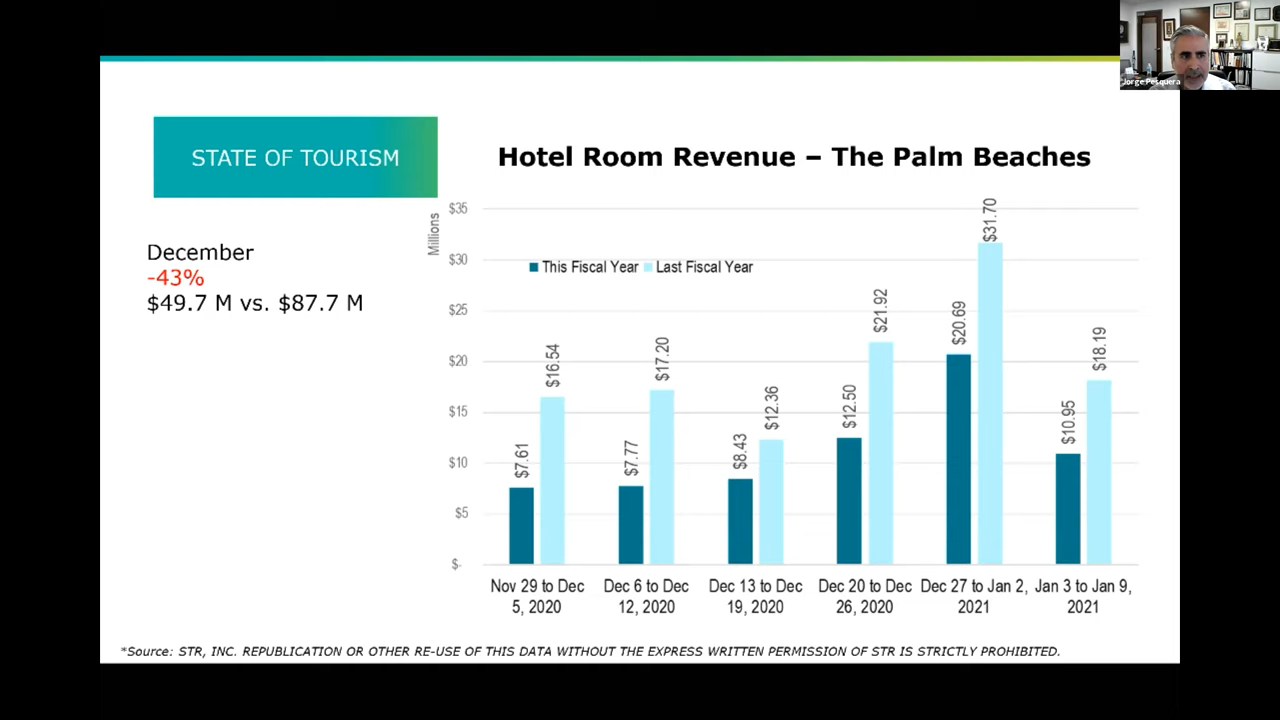 Jorge Pesquera
STATE OF TOURISM
Hotel Room Revenue – The Palm Beaches
December
-43%
$49.7 M vs. $87.7 M
Millions
$35
$30
$25
$20
$15
$10
$5
$-
This Fiscal Year
Last Fiscal Year
$7.61
$16.54
$7.77
$17.20
$8.43
$12.36
$12.50
$21.92
$20.69
$31.70
$10.95
$18.19
Nov 29 to Dec
5, 2020
Dec 6 to Dec
12, 2020
Dec 13 to Dec
19, 2020
Dec 20 to Dec
26, 2020
Dec 27 to Jan 2,
2021
Jan 3 to Jan 9,
2021
*Source: STR, INC. REPUBLICATION OR OTHER RE-USE OF THIS DATA WITHOUT THE EXPRESS WRITTEN PERMISSION OF STR IS STRICTLY PROHIBITED.